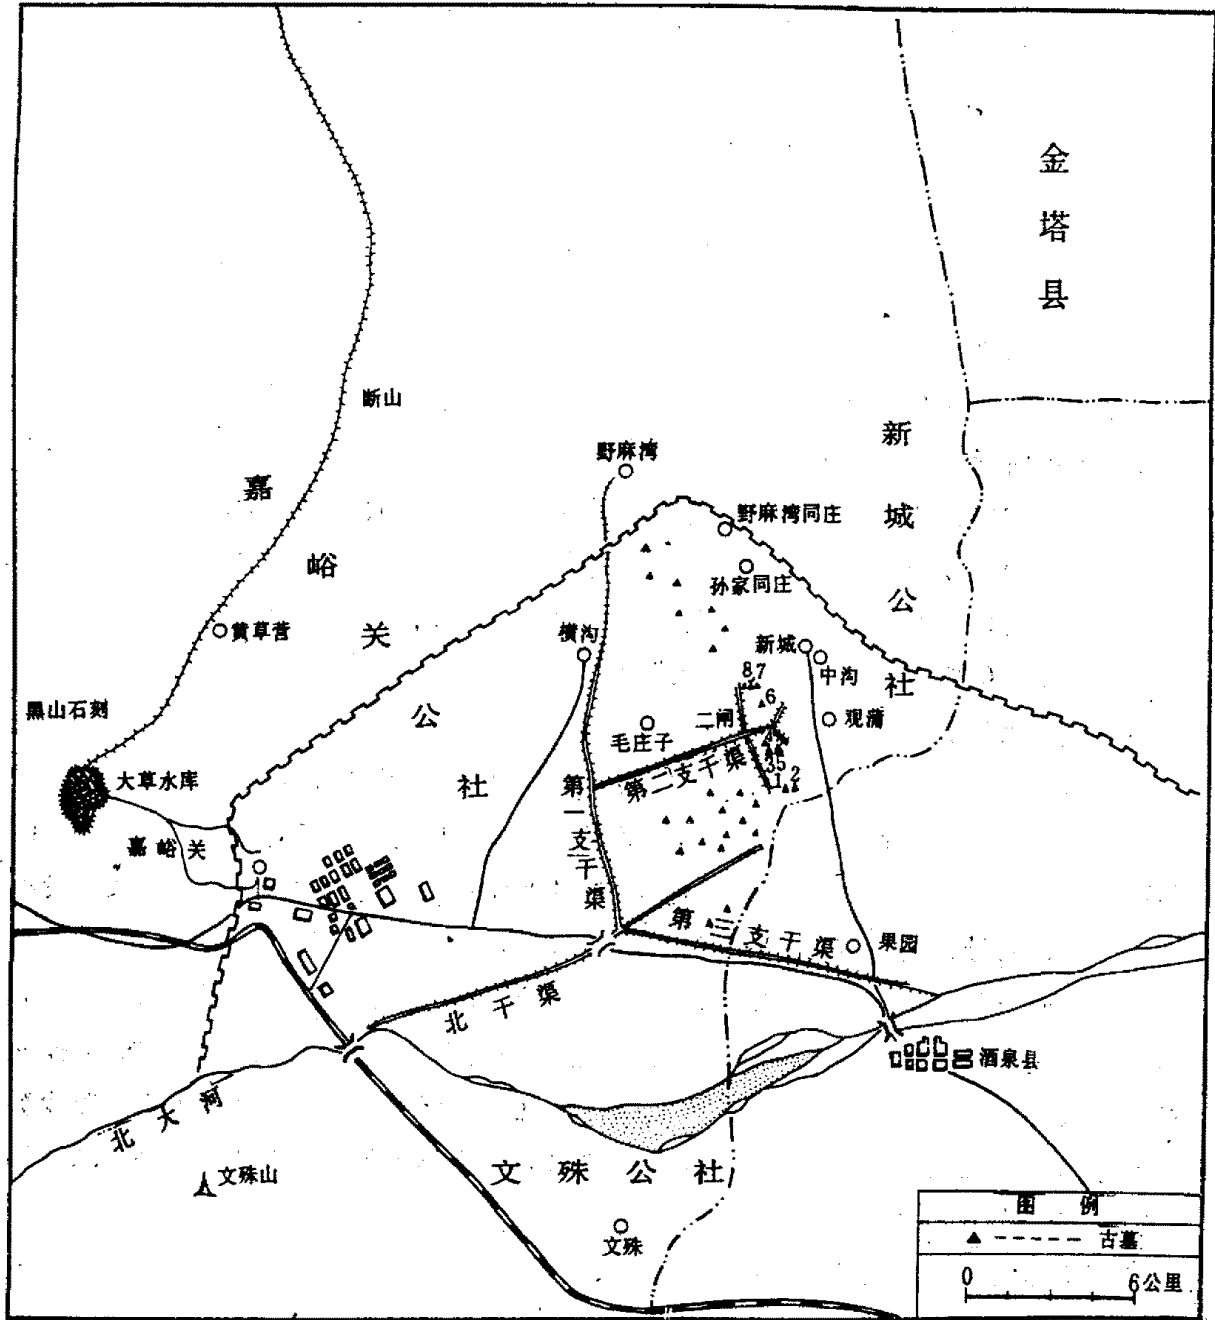 金塔县
断山
野麻湾
新城公社
嘉峪关公社
野麻湾同庄
孙家同庄
黄草营
横沟
新城
中沟
8 7
6
黑山石刻
二闸
观蒲
毛庄子
第二支干渠
4
3 5
1
2
大草水库
第一支干渠
嘉峪关
第三支干渠
果园
北干渠
酒泉县
北大河
文殊山
文殊公社
文殊
图 例
古墓
0 6公里